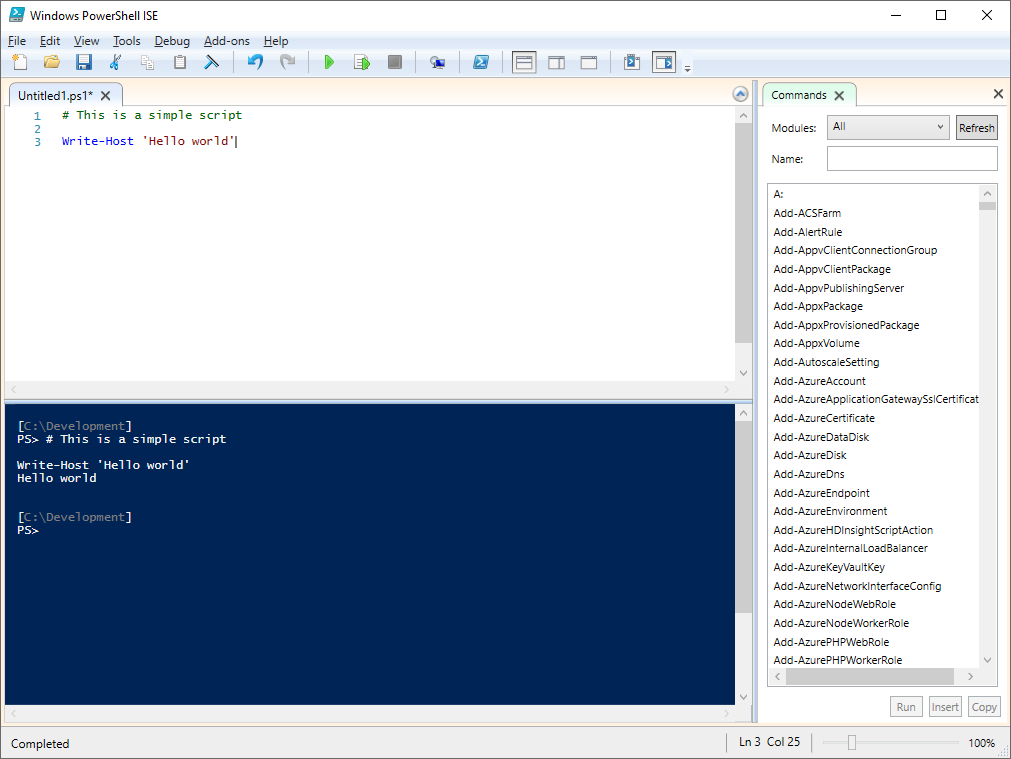 Windows PowerShell ISE
File Edit View Tools Debug Add-ons Help
Untitled1.ps1*
1 # This is a simple script
2
3 Write-Host 'Hello world'
[C:\Development]
PS> # This is a simple script
Write-Host 'Hello world'
Hello world
[C:\Development]
PS>
Commands
Modules: All Refresh
Name:
A:
Add-ACSFarm
Add-AlertRule
Add-AppvClientConnectionGroup
Add-AppvClientPackage
Add-AppvPublishingServer
Add-AppxPackage
Add-AppxProvisionedPackage
Add-AppxVolume
Add-AutoscaleSetting
Add-AzureAccount
Add-AzureApplicationGatewaySslCertificat
Add-AzureCertificate
Add-AzureDataDisk
Add-AzureDisk
Add-AzureDns
Add-AzureEndpoint
Add-AzureEnvironment
Add-AzureHDInsightScriptAction
Add-AzureInternalLoadBalancer
Add-AzureKeyVaultKey
Add-AzureNetworkInterfaceConfig
Add-AzureNodeWebRole
Add-AzureNodeWorkerRole
Add-AzurePHPWebRole
Add-AzurePHPWorkerRole
Run Insert Copy
Completed
Ln 3 Col 25
100%